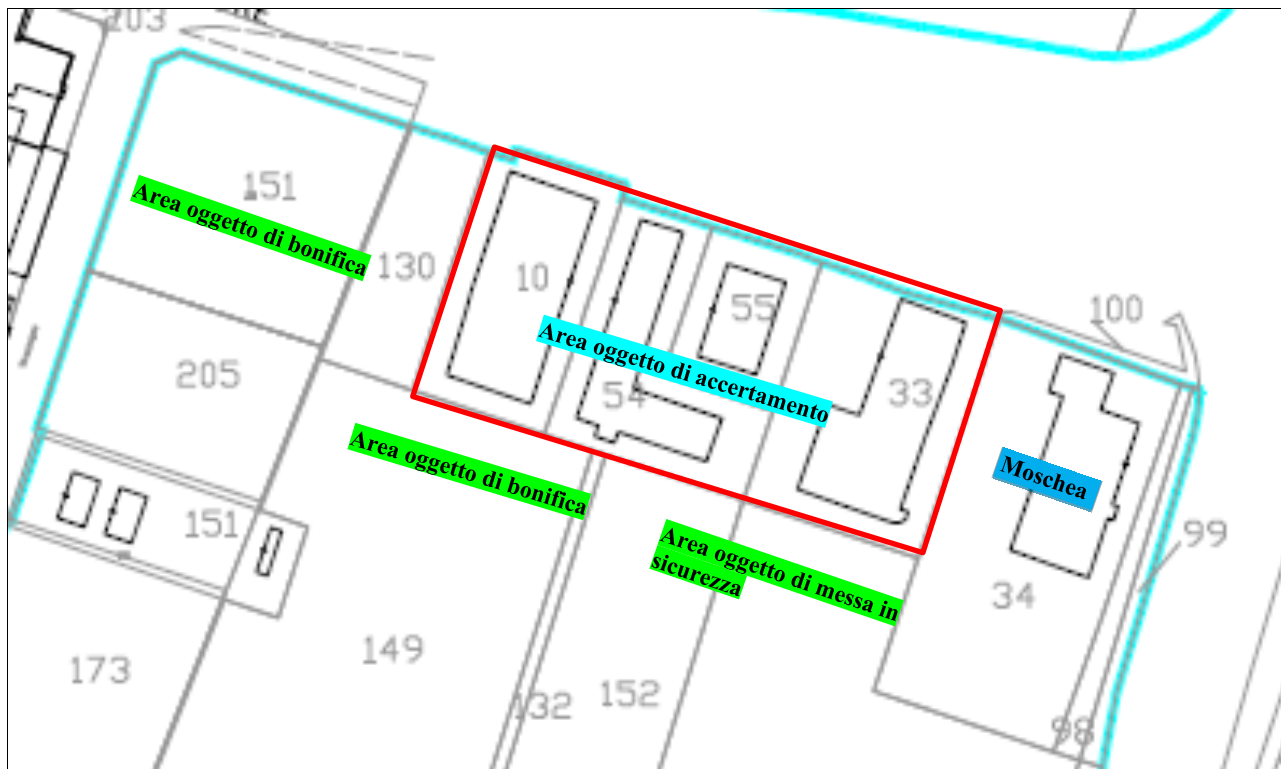 203
151
Area oggetto di bonifica
130
10
55
100
Area oggetto di accertamento
205
54
33
Area oggetto di bonifica
Moschea
151
Area oggetto di messa in
sicurezza
99
34
149
173
132
152
98